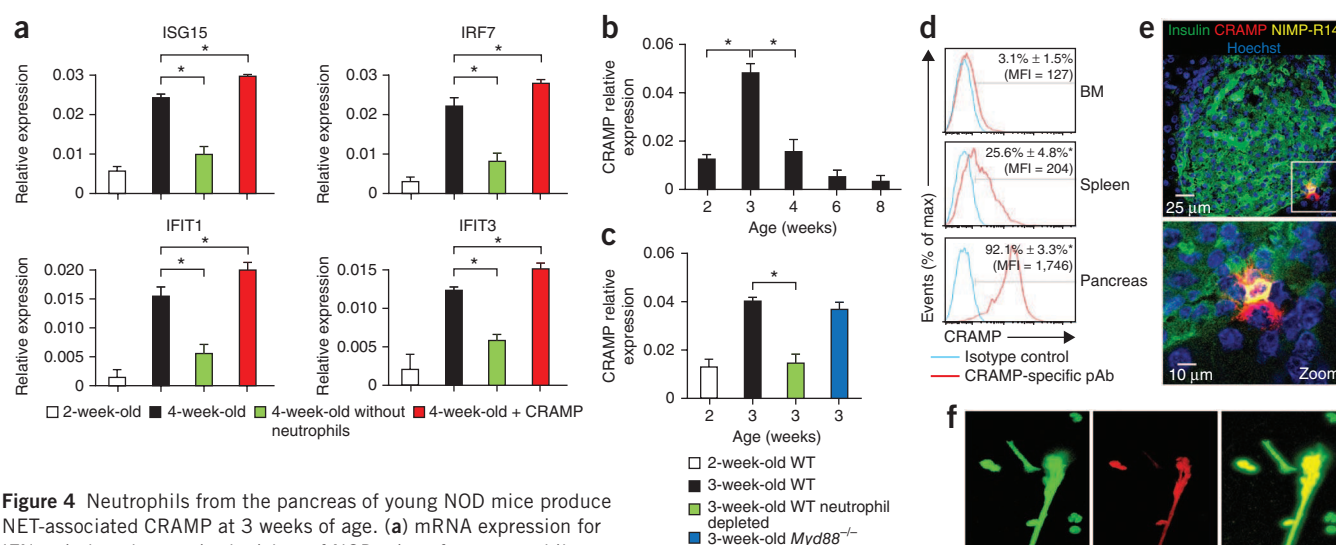 a
ISG15
Relative expression
0.03
0.02
0.01
0
*
*
IRF7
Relative expression
0.03
0.02
0.01
0
*
*
IFIT1
Relative expression
0.020
0.015
0.010
0.005
0
*
*
IFIT3
Relative expression
0.015
0.010
0.005
0
*
*
2-week-old
4-week-old
4-week-old without neutrophils
4-week-old + CRAMP
b
CRAMP relative expression
0.06
0.04
0.02
0
*
*
2 3 4 6 8
Age (weeks)
c
CRAMP relative expression
0.06
0.04
0.02
0
*
2 3 3 3
Age (weeks)
2-week-old WT
3-week-old WT
3-week-old WT neutrophil depleted
3-week-old Myd88–/–
d
Events (% of max)
3.1% ± 1.5%
(MFI = 127)
BM
25.6% ± 4.8%*
(MFI = 204)
Spleen
92.1% ± 3.3%*
(MFI = 1,746)
Pancreas
CRAMP
Isotype control
CRAMP-specific pAb
e
Insulin CRAMP NIMP-R14
Hoechst
25 μm
10 μm
Zoom
f
Figure 4 Neutrophils from the pancreas of young NOD mice produce
NET-associated CRAMP at 3 weeks of age. (a) mRNA expression for